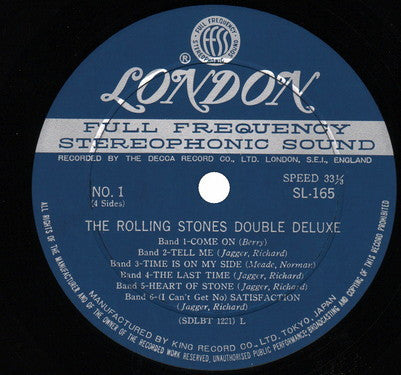 FULL FREQUENCY STEREOPHONIC SOUND
ffss
®
LONDON
FULL FREQUENCY
STEREOPHONIC SOUND
RECORDED BY THE DECCA RECORD CO., LTD. LONDON, S.E.I., ENGLAND
SPEED 33⅓
NO. 1 SL-165
(4 Sides)
THE ROLLING STONES DOUBLE DELUXE
Band 1-COME ON (Berry)
Band 2-TELL ME (Jagger, Richard)
Band 3-TIME IS ON MY SIDE (Meade, Norman)
Band 4-THE LAST TIME (Jagger, Richard)
Band 5-HEART OF STONE (Jagger, Richard)
Band 6-(I Can't Get No) SATISFACTION
(Jagger, Richard)
(SDLBT 1221) L
MANUFACTURED BY KING RECORD CO., LTD. TOKYO, JAPAN
ALL RIGHTS OF THE MANUFACTURERS AND OF THE OWNER OF THE RECORDED WORK RESERVED, UNAUTHORISED PUBLIC PERFORMANCE; BROADCASTING AND COPYING OF THIS RECORD PROHIBITED